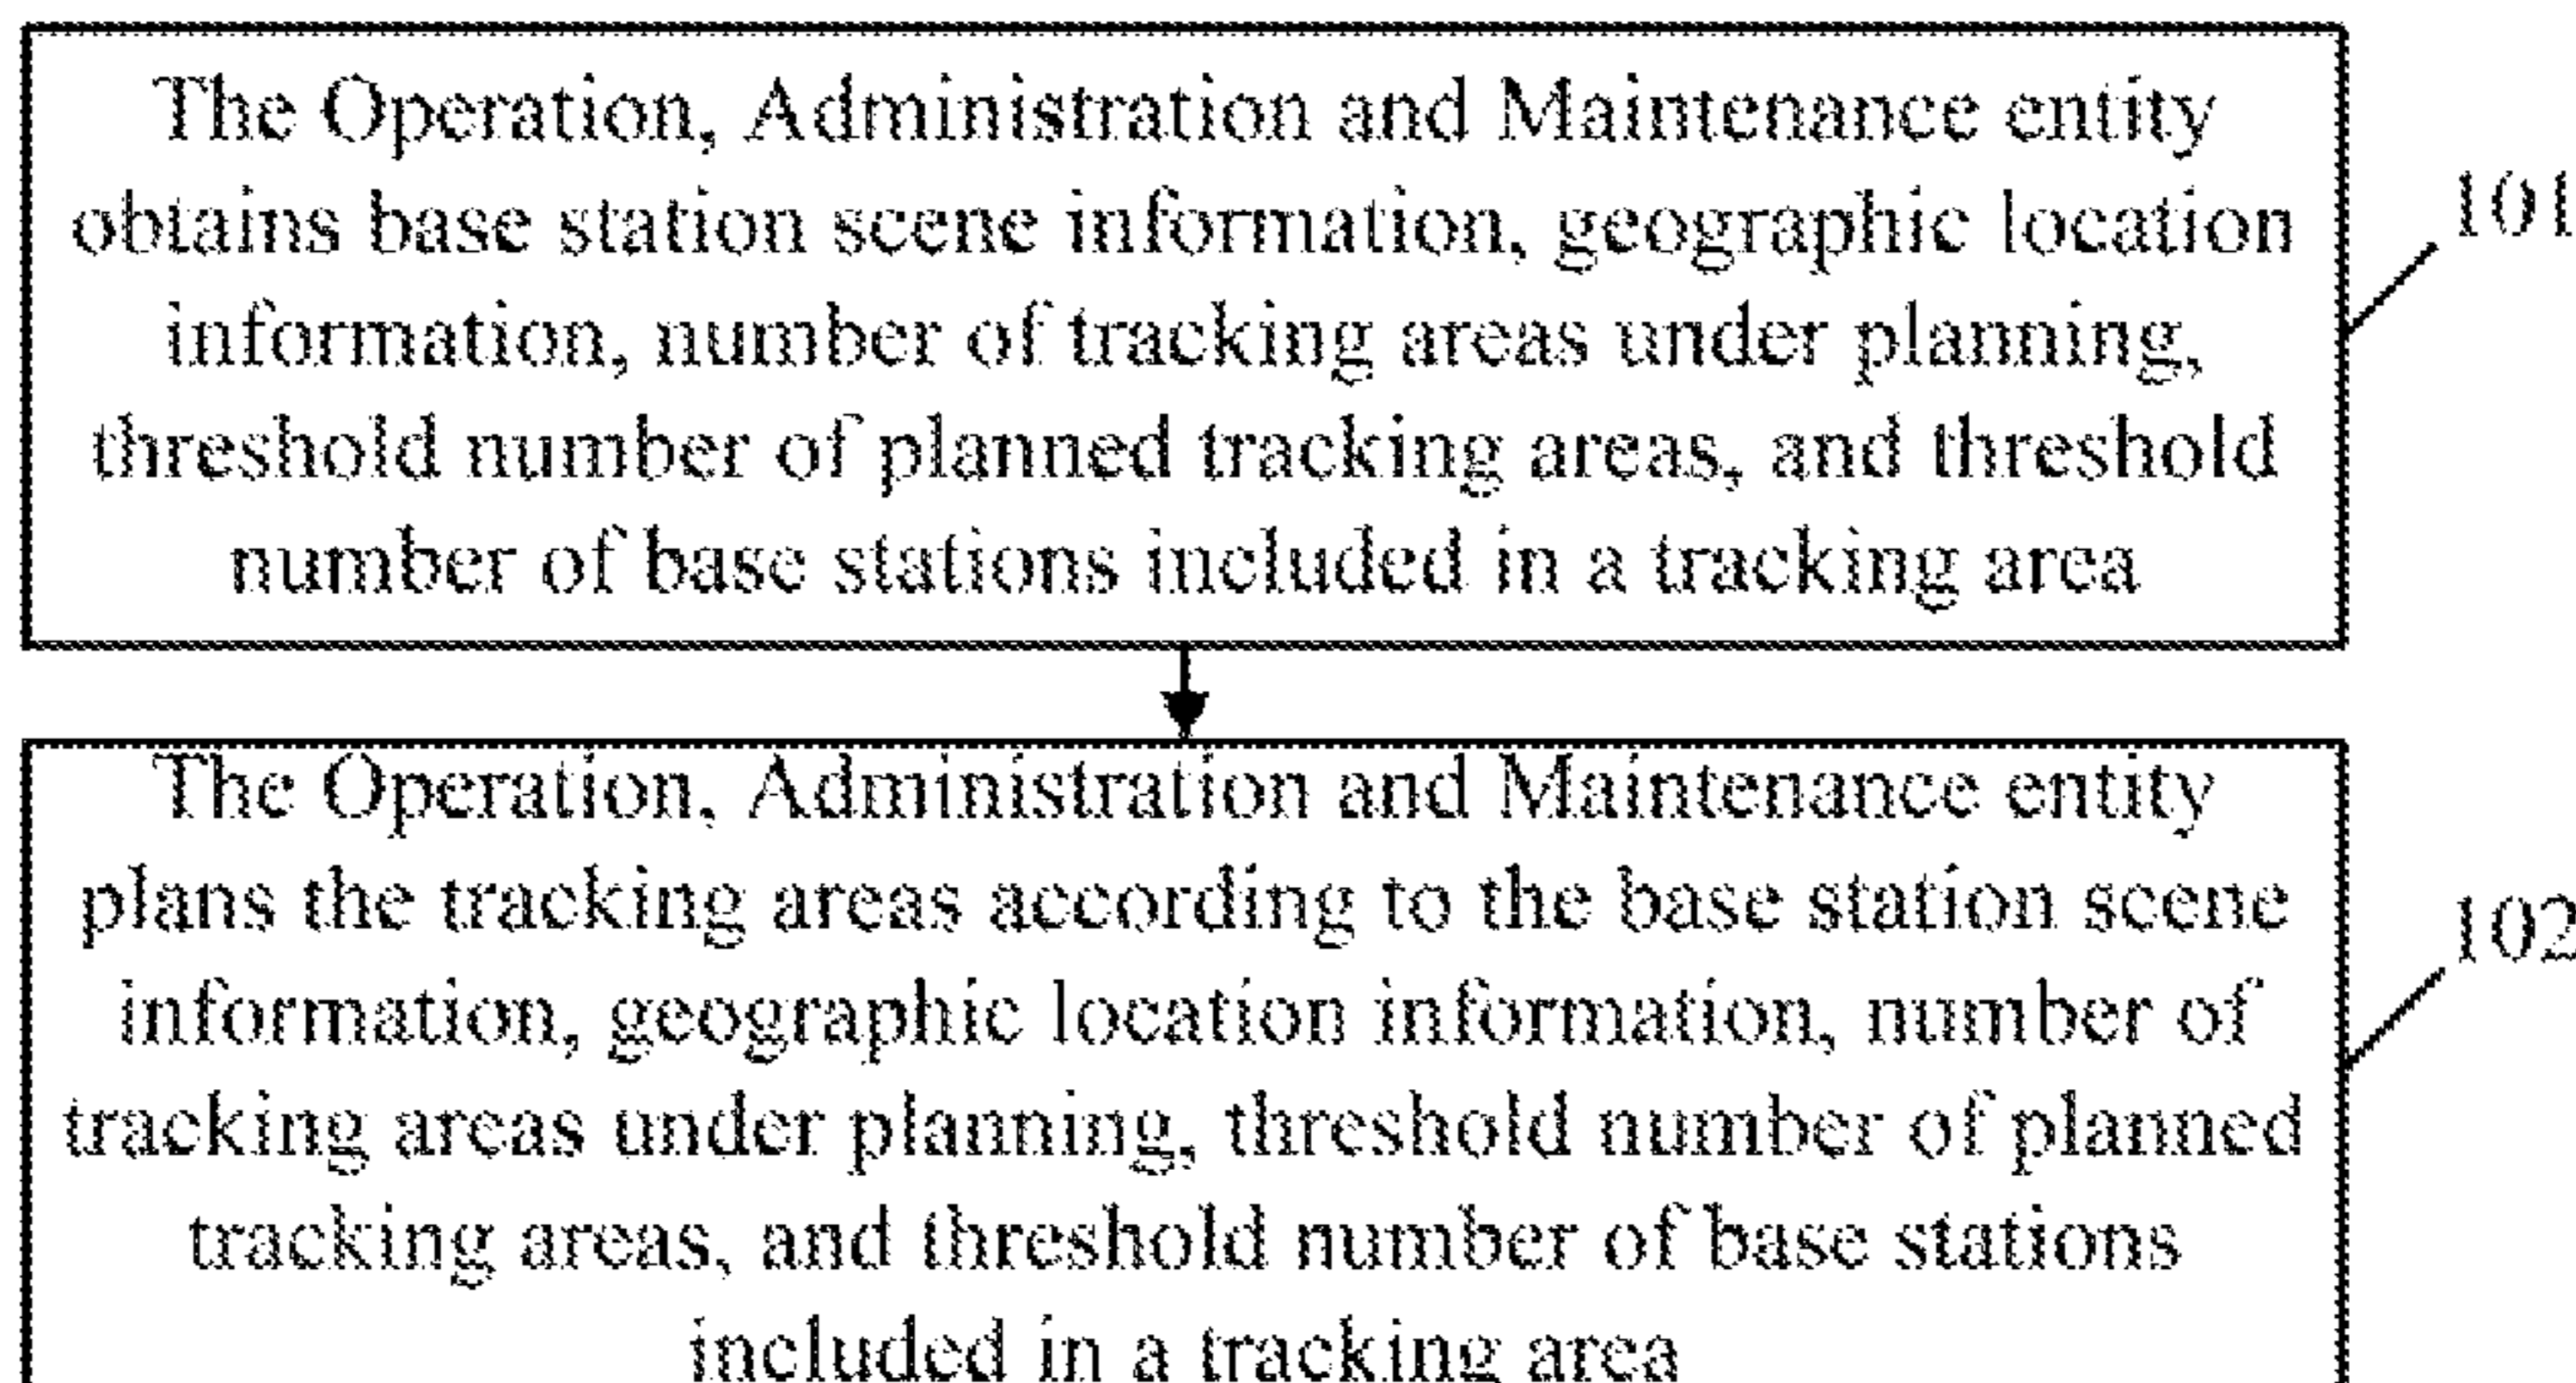 The Operation, Administration and Maintenance entity
obtains base station scene information, geographic location
information, number of tracking areas under planning,
threshold number of planned tracking areas, and threshold
number of base stations included in a tracking area
101
The Operation, Administration and Maintenance entity
plans the tracking areas according to the base station scene
information, geographic location information, number of
tracking areas under planning, threshold number of planned
tracking areas, and threshold number of base stations
included in a tracking area
102